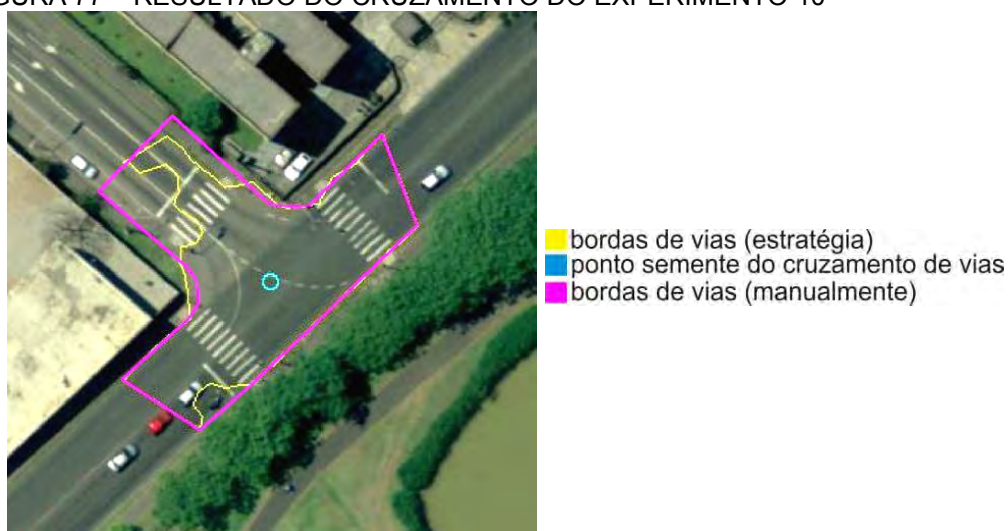 RESULTADO DO CRUZAMENTO DO EXPERIMENTO
bordas de vias (estratégia)
ponto semente do cruzamento de vias
bordas de vias (manualmente)